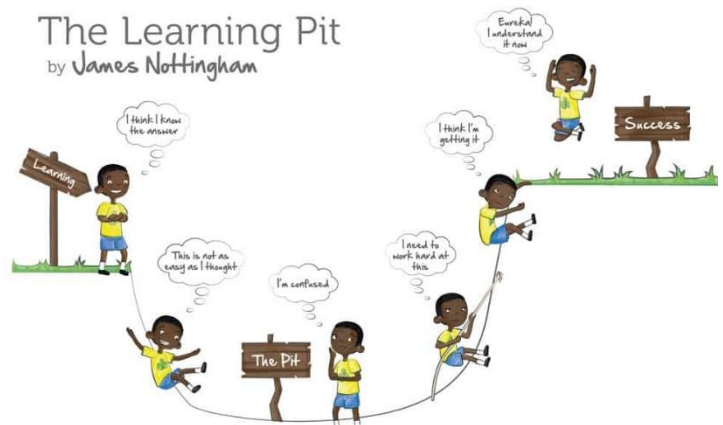 The Learning Pit
by James Nottingham
Learning
I think I know
the answer
This is not as
easy as I thought
The Pit
I'm confused
I need to
work hard at
this
I think I'm
getting it
Eureka!
I understand
it now
Success